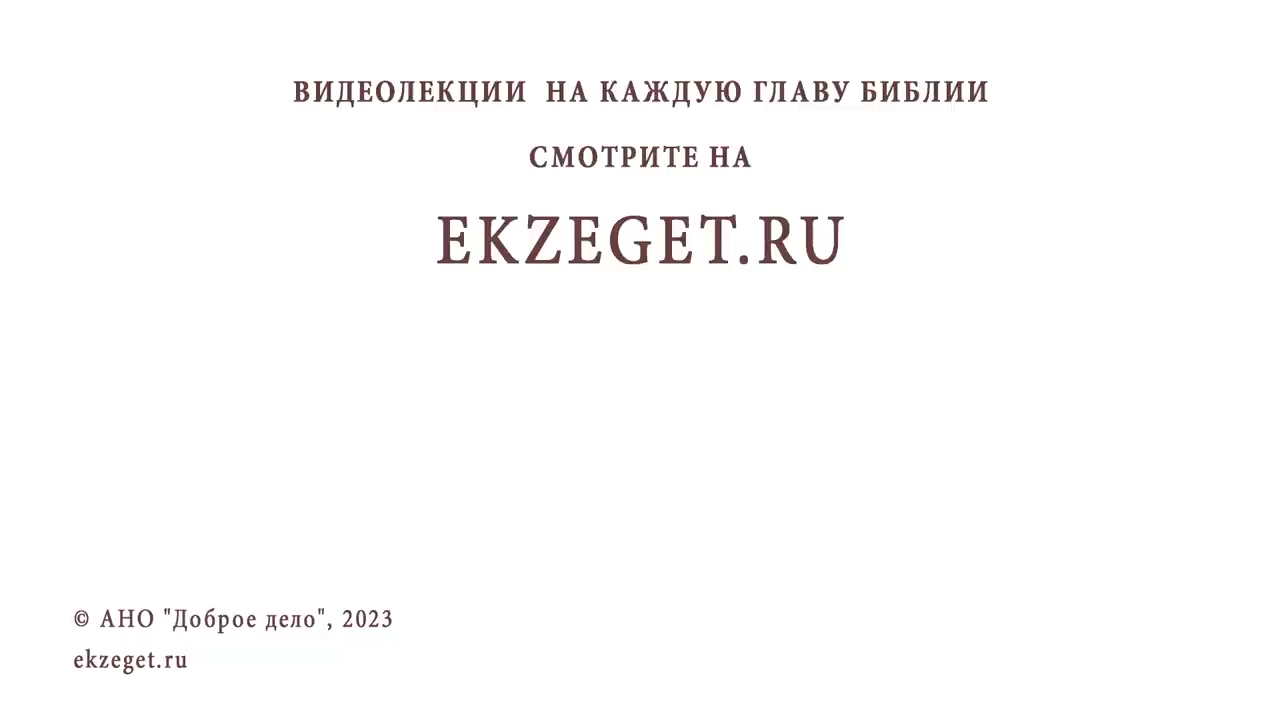 ВИДЕОЛЕКЦИИ НА КАЖДУЮ ГЛАВУ БИБЛИИ
СМОТРИТЕ НА
EKZEGET.RU
© АНО "Доброе дело", 2023
ekzeget.ru